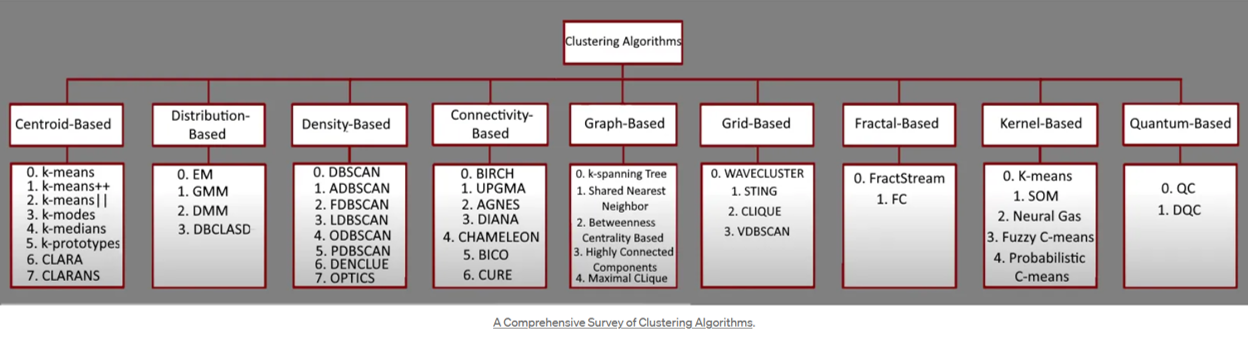 Clustering Algorithms
Centroid-Based
Distribution-
Based
Density-Based
Connectivity-
Based
Graph-Based
Grid-Based
Fractal-Based
Kernel-Based
Quantum-Based
0. k-means
1. k-means++
2. k-means||
3. k-modes
4. k-medians
5. k-prototypes
6. CLARA
7. CLARANS
0. EM
1. GMM
2. DMM
3. DBCLASD
0. DBSCAN
1. ADBSCAN
2. FDBSCAN
3. LDBSCAN
4. ODBSCAN
5. PDBSCAN
6. DENCLUE
7. OPTICS
0. BIRCH
1. UPGMA
2. AGNES
3. DIANA
4. CHAMELEON
5. BICO
6. CURE
0. k-spanning Tree
1. Shared Nearest
Neighbor
2. Betweenness
Centrality Based
3. Highly Connected
Components
4. Maximal CLique
0. WAVECLUSTER
1. STING
2. CLIQUE
3. VDBSCAN
0. FractStream
1. FC
0. K-means
1. SOM
2. Neural Gas
3. Fuzzy C-means
4. Probabilistic
C-means
0. QC
1. DQC
A Comprehensive Survey of Clustering Algorithms.